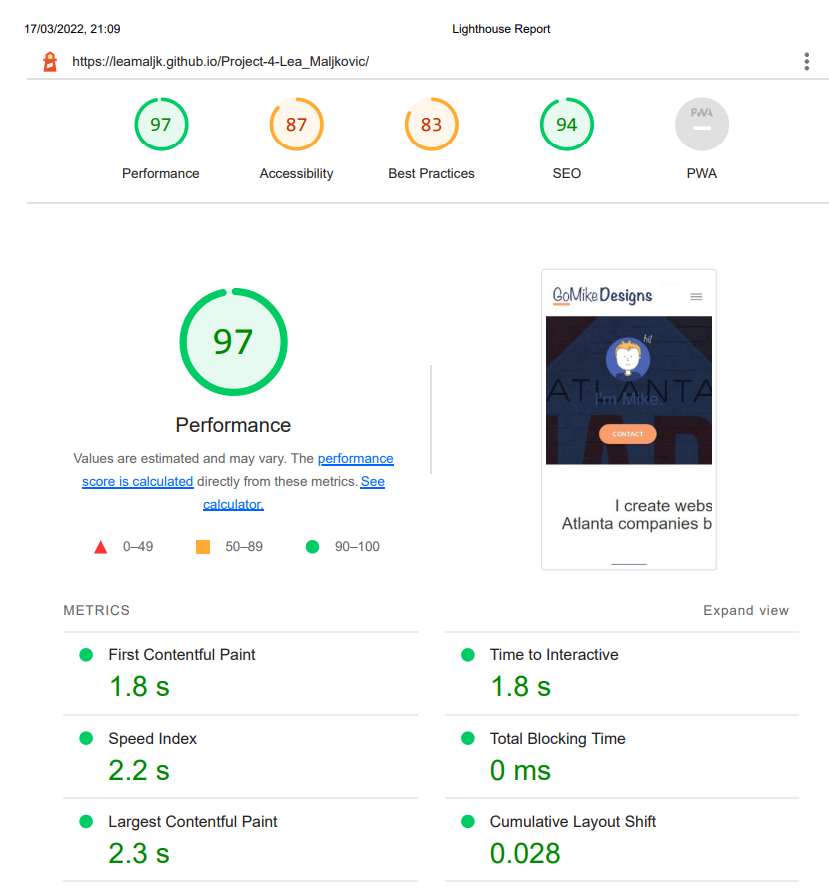 17/03/2022, 21:09
Lighthouse Report
https://leamaljk.github.io/Project-4-Lea_Maljkovic/
97
87
83
94
PWA
Performance
Accessibility
Best Practices
SEO
PWA
97
Performance
Values are estimated and may vary. The performance
score is calculated directly from these metrics. See
calculator.
0–49
50–89
90–100
GoMikeDesigns
hi!
ATLANTA
I'm Mike.
CONTACT
I create webs
Atlanta companies b
METRICS
Expand view
First Contentful Paint
1.8 s
Time to Interactive
1.8 s
Speed Index
2.2 s
Total Blocking Time
0 ms
Largest Contentful Paint
2.3 s
Cumulative Layout Shift
0.028